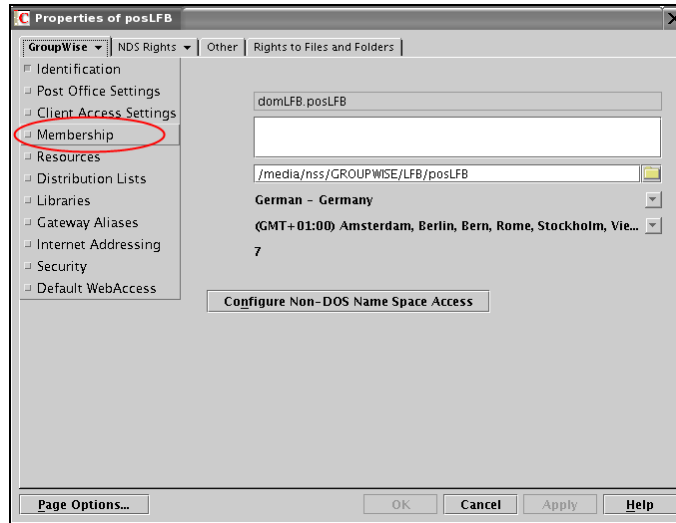 Properties of posLFB
GroupWise NDS Rights Other Rights to Files and Folders
Identification
Post Office Settings
Client Access Settings
Membership
Resources
Distribution Lists
Libraries
Gateway Aliases
Internet Addressing
Security
Default WebAccess
domLFB.posLFB
/media/nss/GROUPWISE/LFB/posLFB
German - Germany
(GMT+01:00) Amsterdam, Berlin, Bern, Rome, Stockholm, Vie...
7
Configure Non-DOS Name Space Access
Page Options... OK Cancel Apply Help